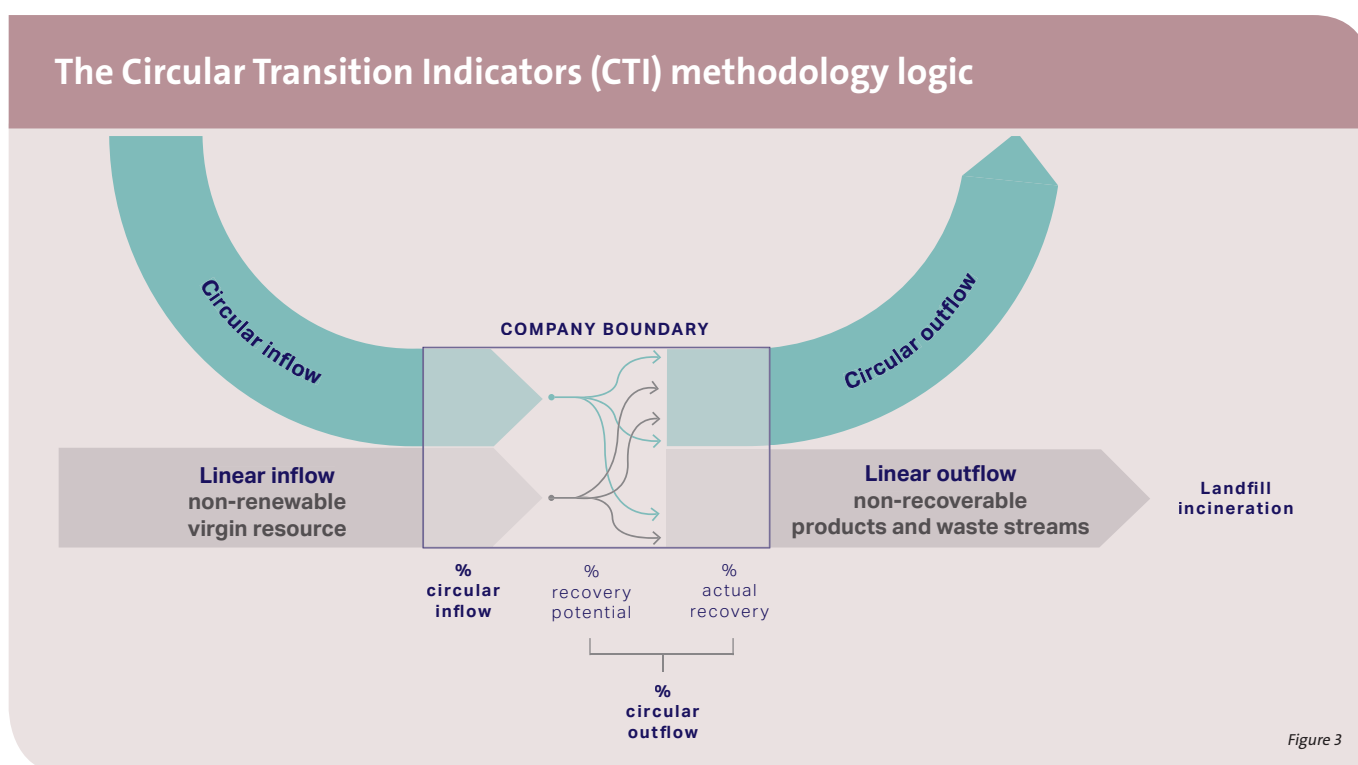 The Circular Transition Indicators (CTI) methodology logic
Circular inflow
COMPANY BOUNDARY
Circular outflow
Linear inflow
non-renewable
virgin resource
Linear outflow
non-recoverable
products and waste streams
Landfill
incineration
%
circular
inflow
%
recovery
potential
%
actual
recovery
%
circular
outflow
Figure 3